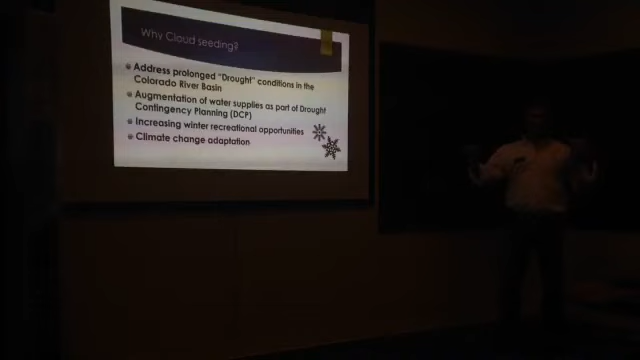 Why Cloud seeding?
Address prolonged "Drought" conditions in the
Colorado River Basin
Augmentation of water supplies as part of Drought
Contingency Planning (DCP)
Increasing winter recreational opportunities
Climate change adaptation